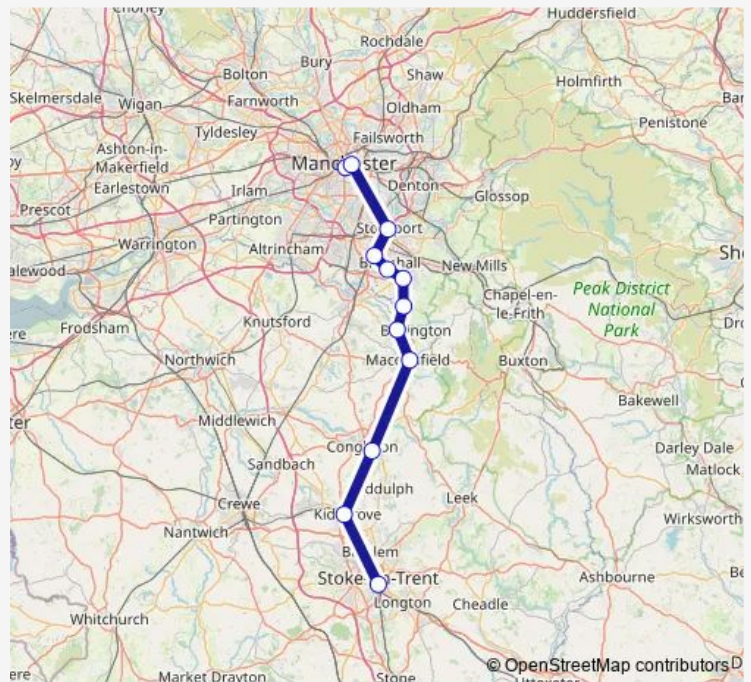 Chorley
Huddersfield
Rochdale
Bury
Shaw
Bolton
Holmfirth
Skelmersdale
Wigan
Farnworth
Oldham
Penistone
Tyldesley
Failsworth
Ashton-in-
Makerfield
Denton
Earlestown
Irlam
Glossop
Prescot
Partington
Warrington
Altrincham
New Mills
Peak District
National
Park
Chapel-en-
le-Frith
Frodsham
Knutsford
Northwich
Buxton
Bakewell
Middlewich
Sandbach
Darley Dale
Matlock
Leek
Crewe
Nantwich
Wirksworth
Ashbourne
Longton
Cheadle
Whitchurch
Market Drayton
Stone
© OpenStreetMap contributors